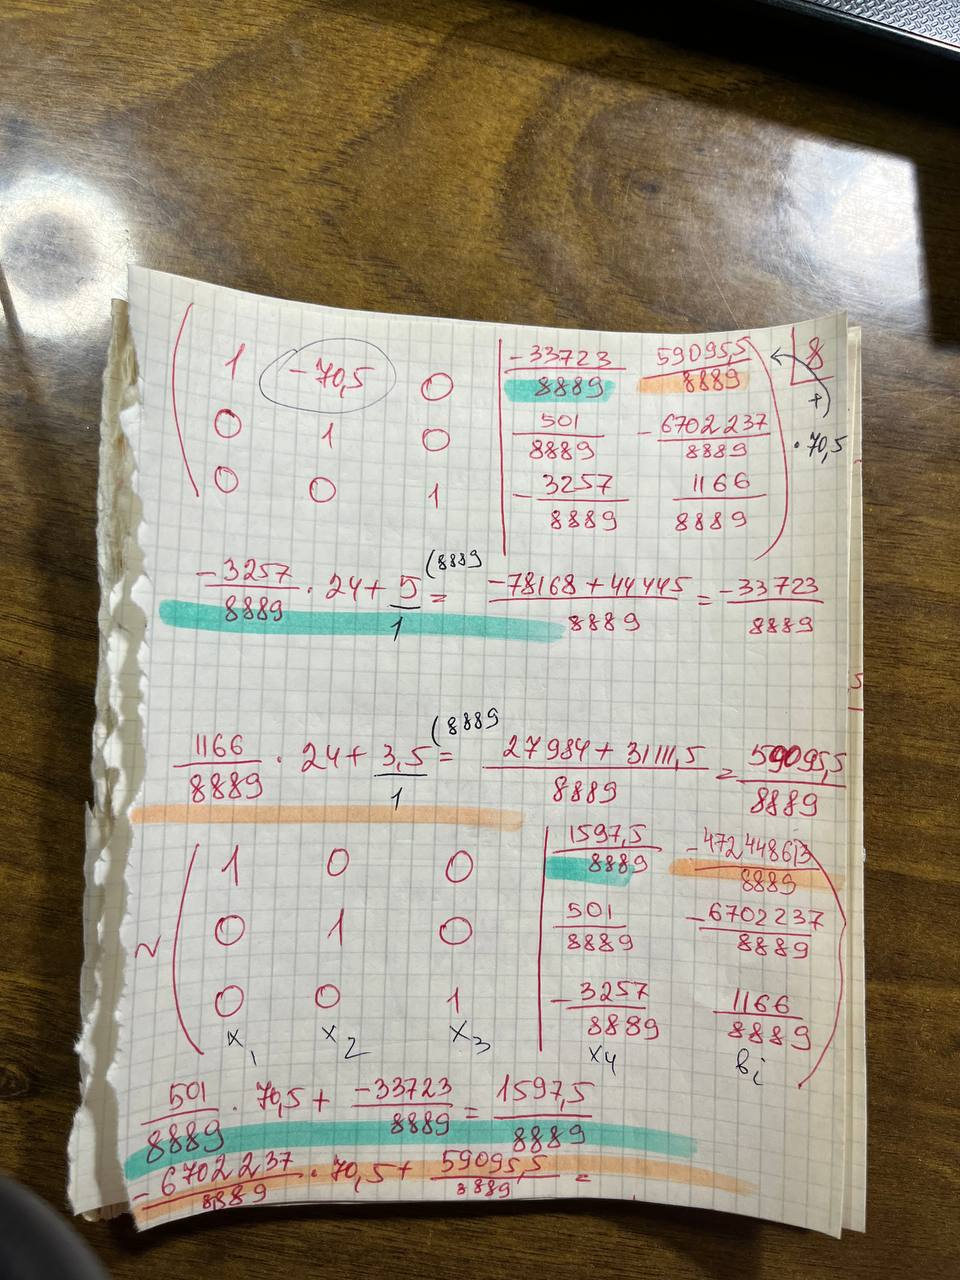 1 -70,5 0 | -33723/8889 59095,5/8889 8
0 1 0 | 501/8889 -6702237/8889 +) · 70,5
0 0 1 | -3257/8889 1166/8889
-3257/8889 · 24 + 5/1 (8889 = -78168 + 44445/8889 = -33723/8889
1166/8889 · 24 + 3,5/1 (8889 = 27984 + 31111,5/8889 = 59095,5/8889
1 0 0 | 1597,5/8889 /8889
~ 0 1 0 | 501/8889 -6702237/8889
0 0 1 | -3257/8889 1166/8889
x1 x2 x3 x4 вi
501/8889 · 70,5 + -33723/8889 = 1597,5/8889
-6702237/8889 · 70,5 + 59095,5/8889 =